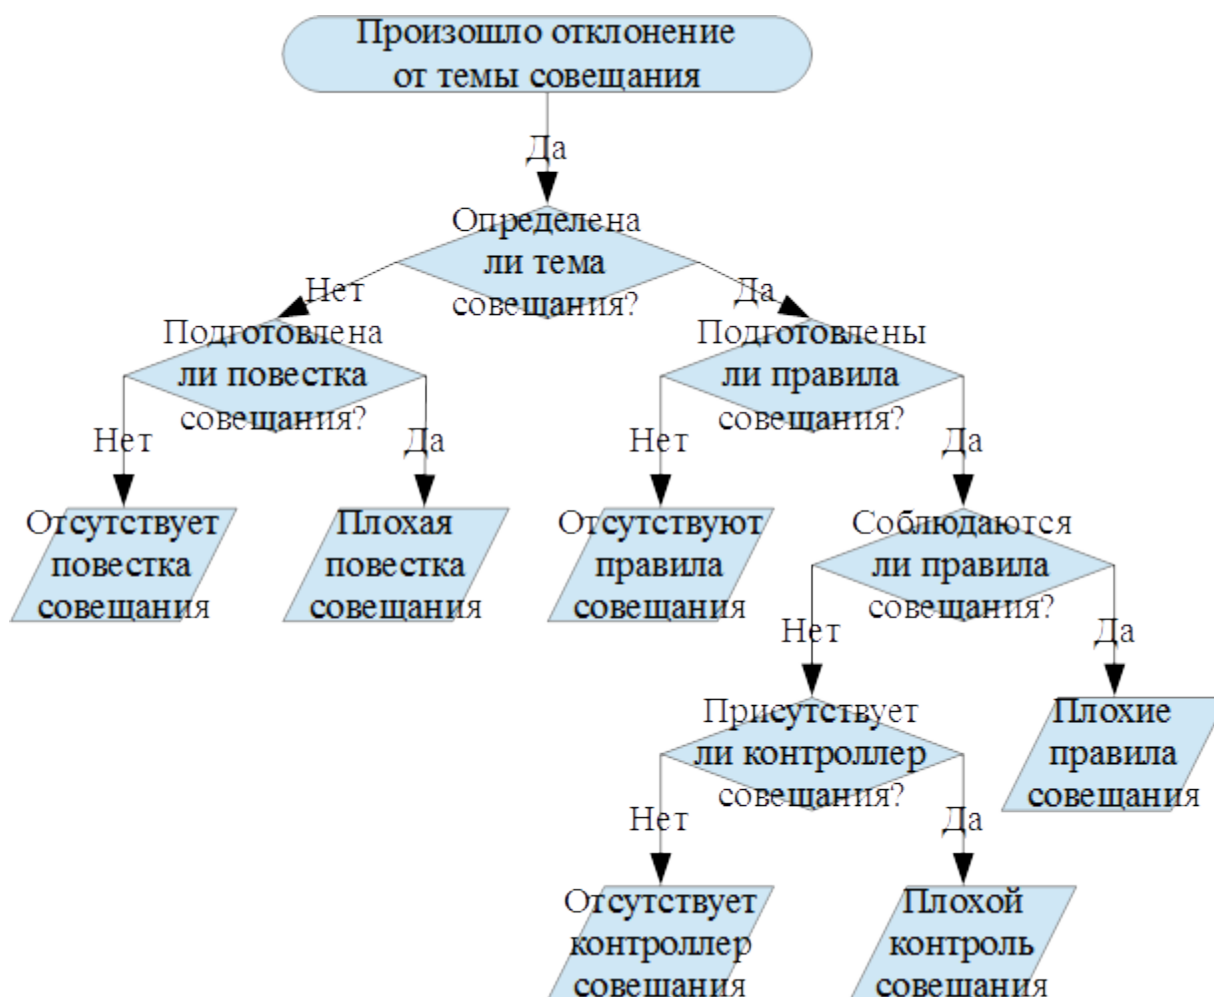 Произошло отклонение
от темы совещания
Да
Определена
ли тема
совещания?
Нет
Да
Подготовлена
ли повестка
совещания?
Подготовлены
ли правила
совещания?
Нет
Да
Нет
Да
Отсутствует
повестка
совещания
Плохая
повестка
совещания
Отсутствуют
правила
совещания
Соблюдаются
ли правила
совещания?
Нет
Да
Присутствует
ли контроллер
совещания?
Плохие
правила
совещания
Нет
Да
Отсутствует
контроллер
совещания
Плохой
контроль
совещания